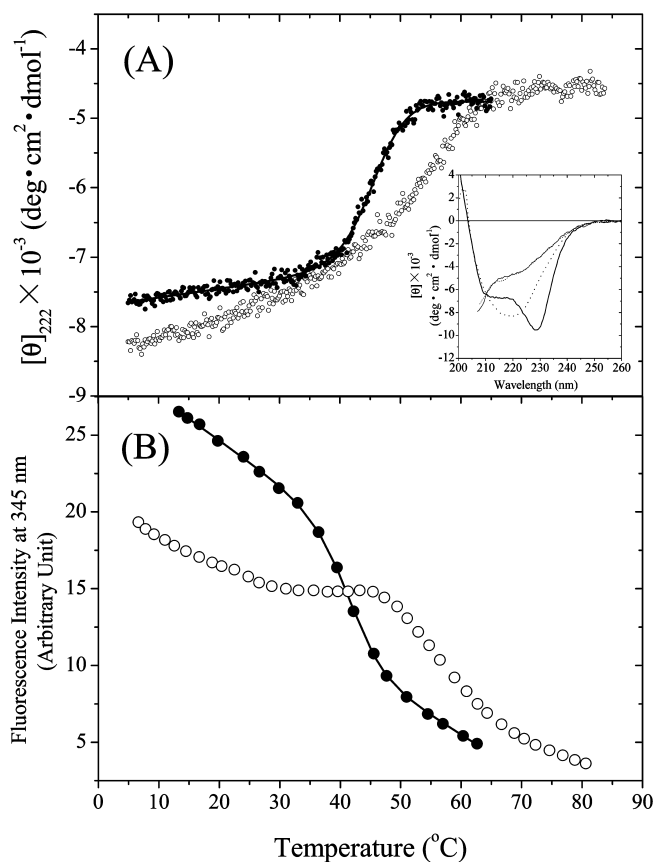 (A)
-4
-5
-6
-7
-8
-9
[θ]222 × 10-3 (deg•cm2•dmol-1)
4
2
0
-2
-4
-6
-8
-10
-12
[θ] × 10-3
(deg • cm2 • dmol-1)
200 210 220 230 240 250 260
Wavelength (nm)
(B)
25
20
15
10
5
Fluorescence Intensity at 345 nm
(Arbitrary Unit)
0 10 20 30 40 50 60 70 80 90
Temperature (oC)